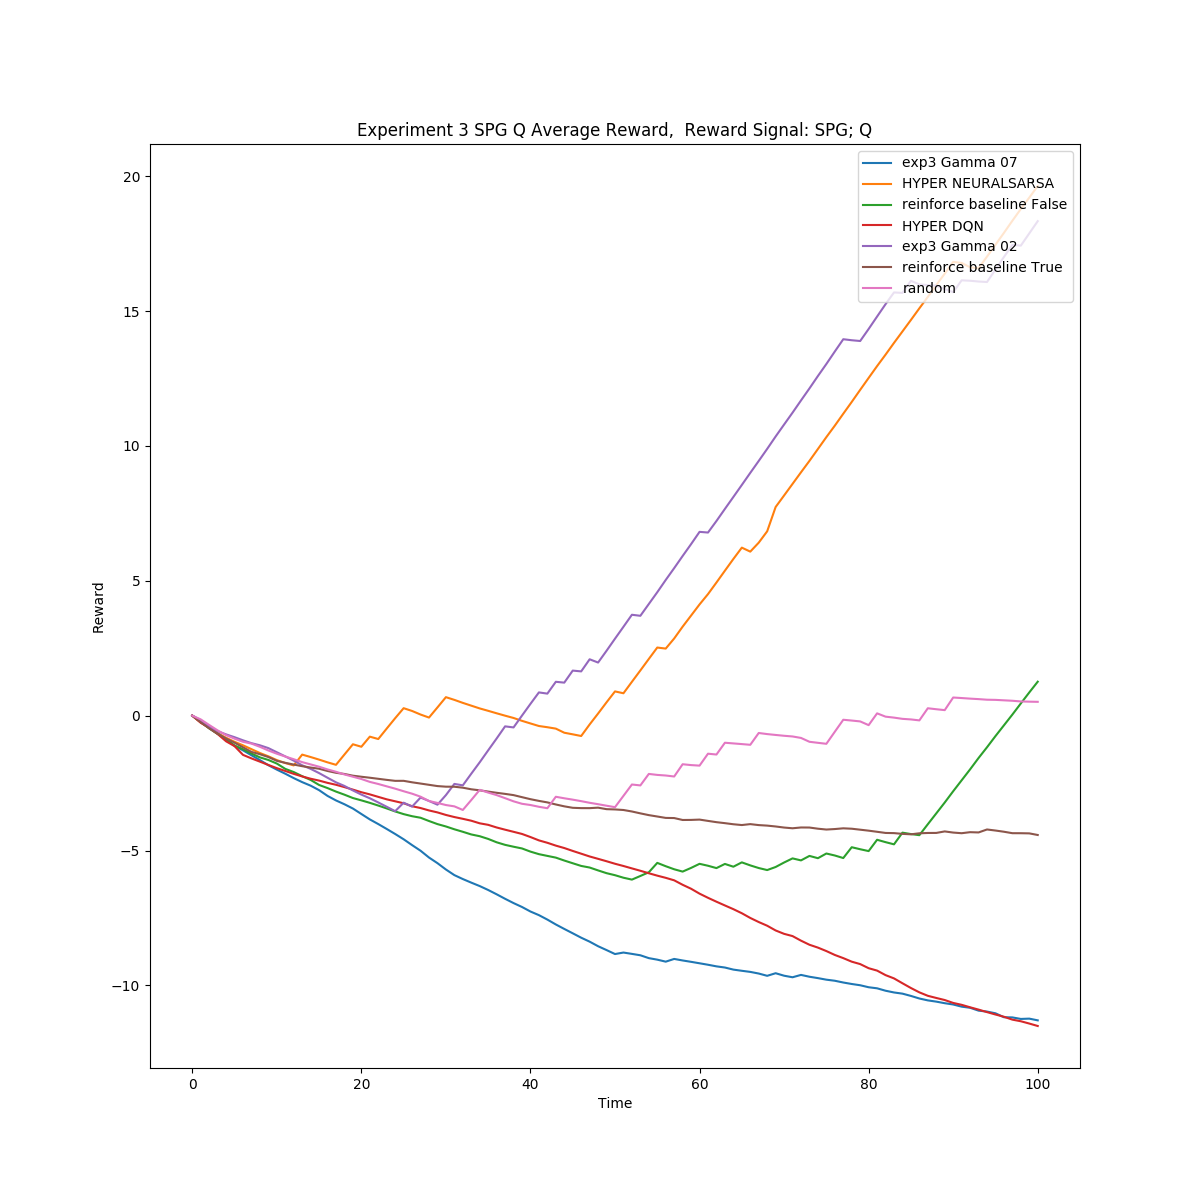 Experiment 3 SPG Q Average Reward,  Reward Signal: SPG; Q
exp3 Gamma 07
HYPER NEURALSARSA
reinforce baseline False
HYPER DQN
exp3 Gamma 02
reinforce baseline True
random
20
15
10
5
0
−5
−10
Reward
0
20
40
60
80
100
Time